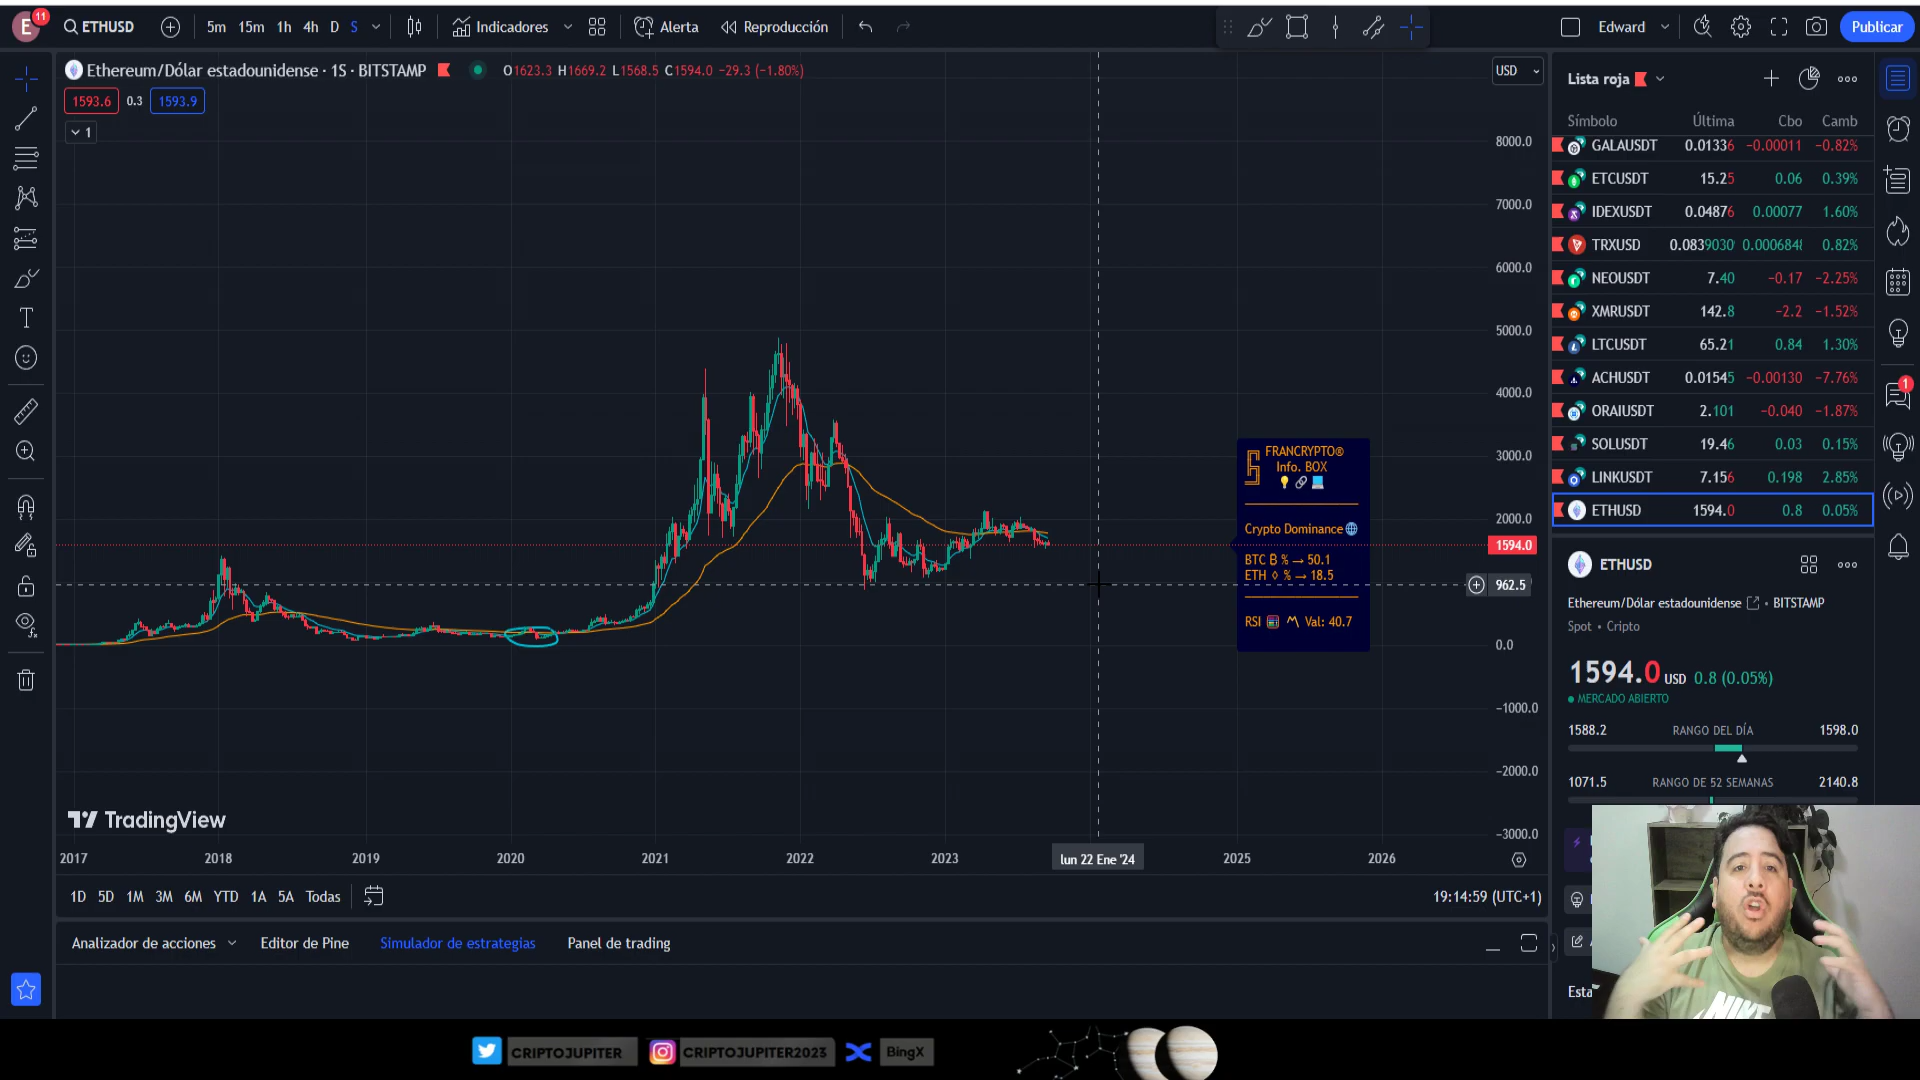 E 11 ETHUSD 5m 15m 1h 4h D S Indicadores Alerta Reproducción Edward Publicar
Ethereum/Dólar estadounidense · 1S · BITSTAMP O1623.3 H1669.2 L1568.5 C1594.0 −29.3 (−1.80%)
USD
1593.6 0.3 1593.9
1
8000.0
7000.0
6000.0
5000.0
4000.0
3000.0
2000.0
1594.0
962.5
0.0
−1000.0
−2000.0
−3000.0
FRANCRYPTO®
Info. BOX
Crypto Dominance
BTC ₿ % → 50.1
ETH ◊ % → 18.5
RSI Val: 40.7
TradingView
2017 2018 2019 2020 2021 2022 2023 lun 22 Ene '24 2025 2026
1D 5D 1M 3M 6M YTD 1A 5A Todas 19:14:59 (UTC+1)
Analizador de acciones Editor de Pine Simulador de estrategias Panel de trading
Lista roja
Símbolo Última Cbo Camb
GALAUSDT 0.01336 −0.00011 −0.82%
ETCUSDT 15.25 0.06 0.39%
IDEXUSDT 0.04876 0.00077 1.60%
TRXUSD 0.0839030 0.0006848 0.82%
NEOUSDT 7.40 −0.17 −2.25%
XMRUSDT 142.8 −2.2 −1.52%
LTCUSDT 65.21 0.84 1.30%
ACHUSDT 0.01545 −0.00130 −7.76%
ORAIUSDT 2.101 −0.040 −1.87%
SOLUSDT 19.46 0.03 0.15%
LINKUSDT 7.156 0.198 2.85%
ETHUSD 1594.0 0.8 0.05%
1
ETHUSD
Ethereum/Dólar estadounidense • BITSTAMP
Spot • Cripto
1594.0 USD 0.8 (0.05%)
MERCADO ABIERTO
1588.2 RANGO DEL DÍA 1598.0
1071.5 RANGO DE 52 SEMANAS 2140.8
Esta
CRIPTOJUPITER CRIPTOJUPITER2023 BingX